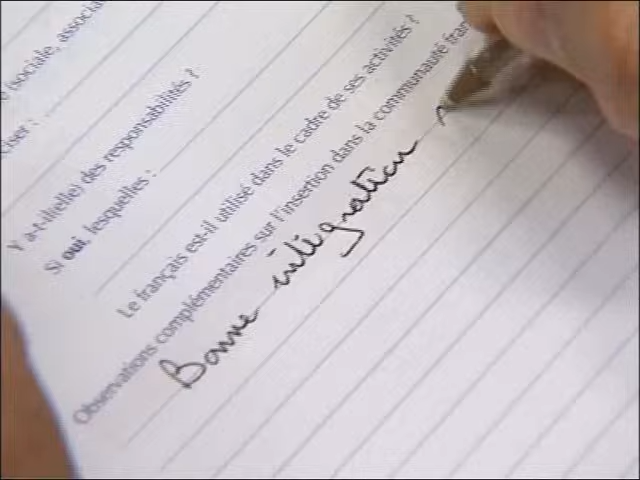 (sociale, associa
ciser :
Y a-t-il(elle) des responsabilités ?
Si oui, lesquelles :
Le français est-il utilisé dans le cadre de ses activités ?
Observations complémentaires sur l'insertion dans la communauté fran
Bonne intégration